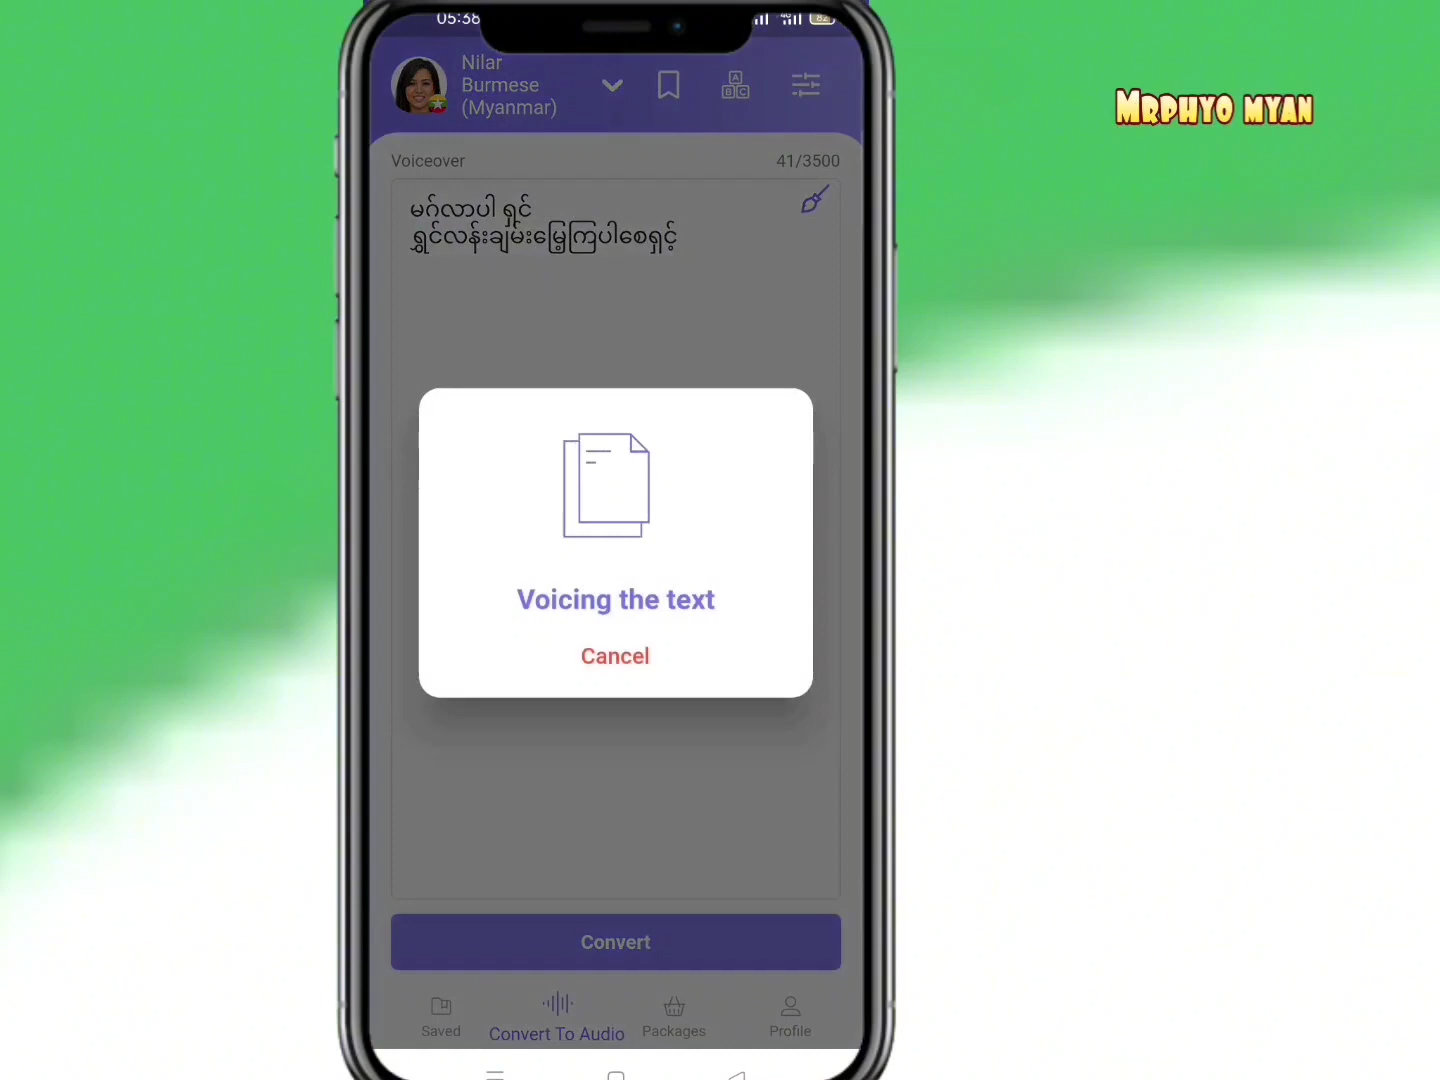 05:38
82
Nilar
Burmese
(Myanmar)
A
B C
MRPHYO MYAN
Voiceover
41/3500
မဂ်လာပါ ရှင်
ရွှင်လန်းချမ်းမြွေ့ကြပါစေရှင့်
Voicing the text
Cancel
Convert
Saved
Convert To Audio
Packages
Profile